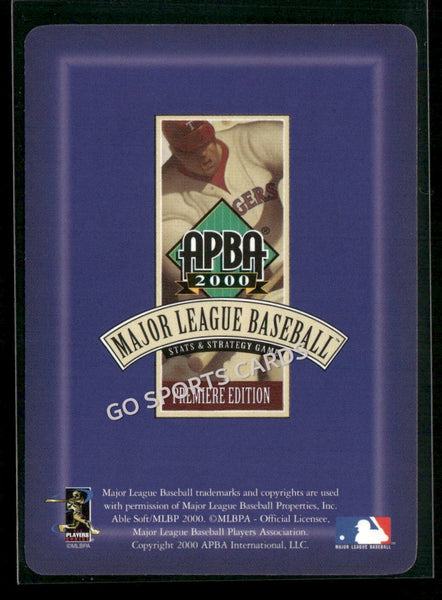 T
GERS
APBA®
2000
MAJOR LEAGUE BASEBALL™
STATS & STRATEGY GAME
GO SPORTS CARDS
PREMIERE EDITION
Major League Baseball trademarks and copyrights are used
with permission of Major League Baseball Properties, Inc.
Able Soft/MLBP 2000. ©MLBPA - Official Licensee,
Major League Baseball Players Association.
Copyright 2000 APBA International, LLC.
PLAYERS
CHOICE
©MLBPA
MAJOR LEAGUE BASEBALL